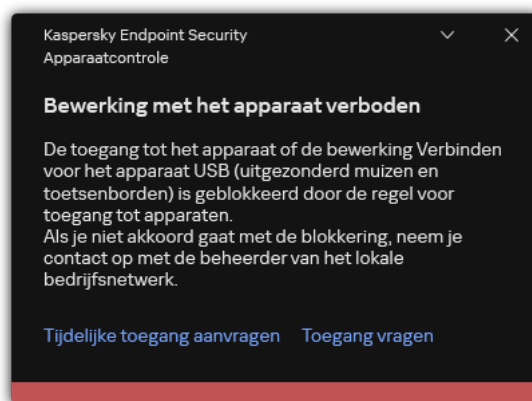 Kaspersky Endpoint Security
Apparaatcontrole
Bewerking met het apparaat verboden
De toegang tot het apparaat of de bewerking Verbinden
voor het apparaat USB (uitgezonderd muizen en
toetsenborden) is geblokkeerd door de regel voor
toegang tot apparaten.
Als je niet akkoord gaat met de blokkering, neem je
contact op met de beheerder van het lokale
bedrijfsnetwerk.
Tijdelijke toegang aanvragen Toegang vragen